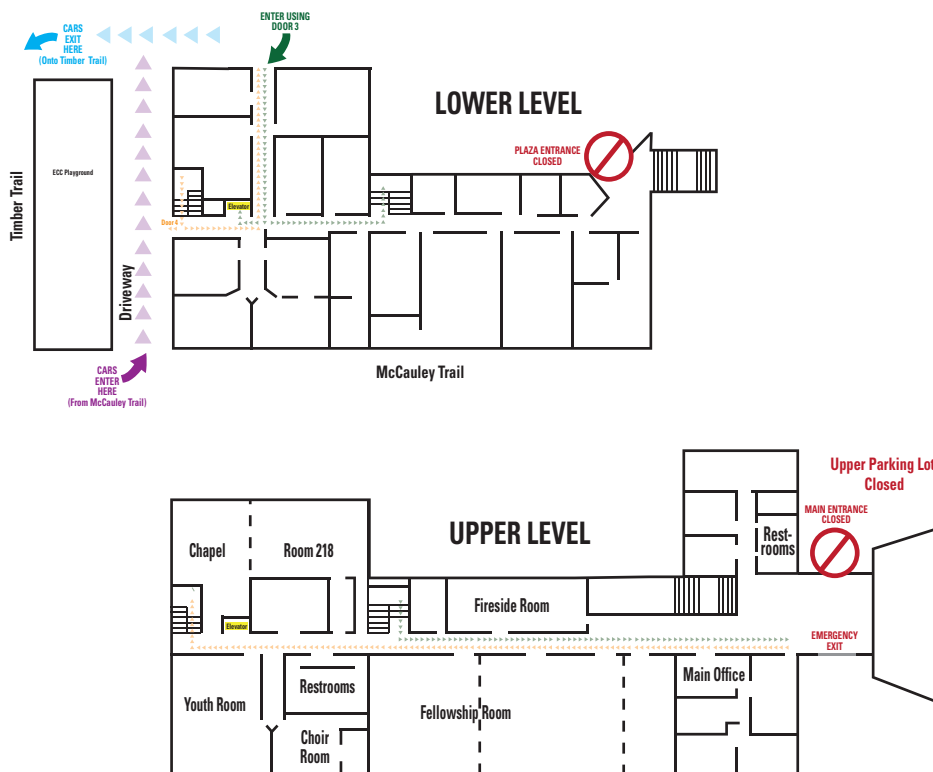 CARS
EXIT
HERE
(Onto Timber Trail)
ENTER USING
DOOR 3
LOWER LEVEL
PLAZA ENTRANCE
CLOSED
ECC Playground
Timber Trail
Driveway
Elevator
Door 4
McCauley Trail
CARS
ENTER
HERE
(From McCauley Trail)
Upper Parking Lot
Closed
MAIN ENTRANCE
CLOSED
UPPER LEVEL
Rest-
rooms
Chapel
Room 218
Fireside Room
Elevator
EMERGENCY
EXIT
Main Office
Youth Room
Restrooms
Fellowship Room
Choir
Room